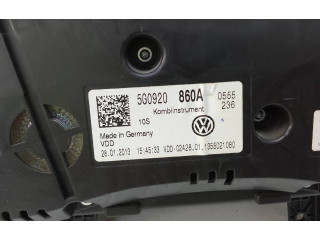 5G0920 860A 0555
236
Kombiinstrument
10S
Made in Germany
VDD
28.01.2013 15:45:33 VDD-02428.01.1355021080